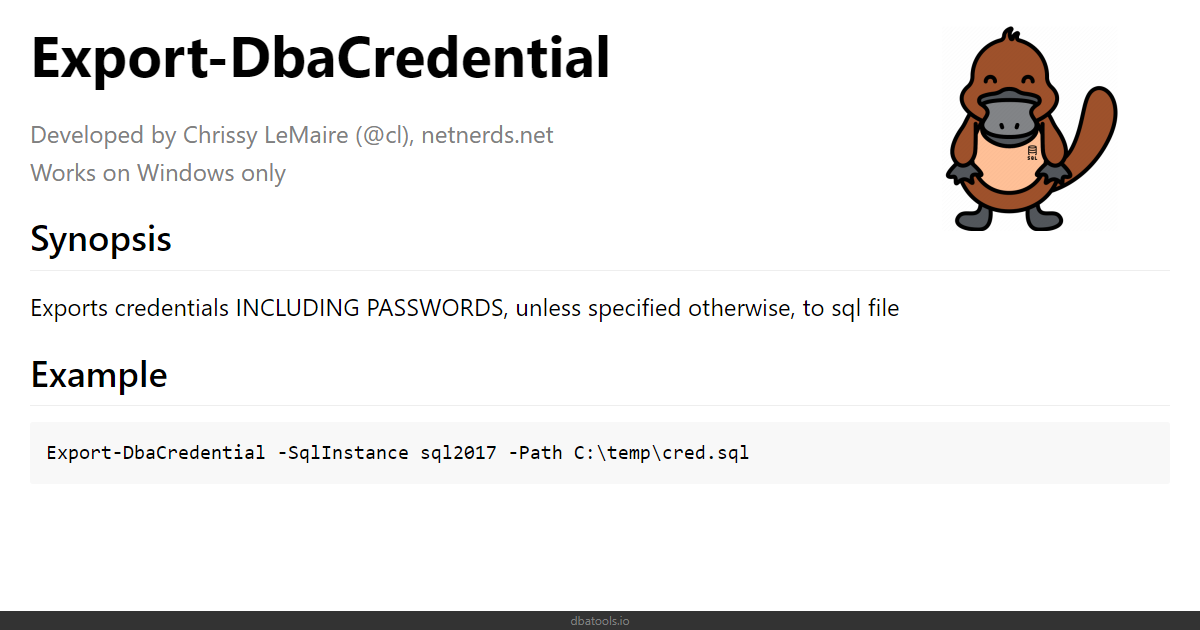 Export-DbaCredential
Developed by Chrissy LeMaire (@cl), netnerds.net
Works on Windows only
SQL
Synopsis
Exports credentials INCLUDING PASSWORDS, unless specified otherwise, to sql file
Example
Export-DbaCredential -SqlInstance sql2017 -Path C:\temp\cred.sql
dbatools.io